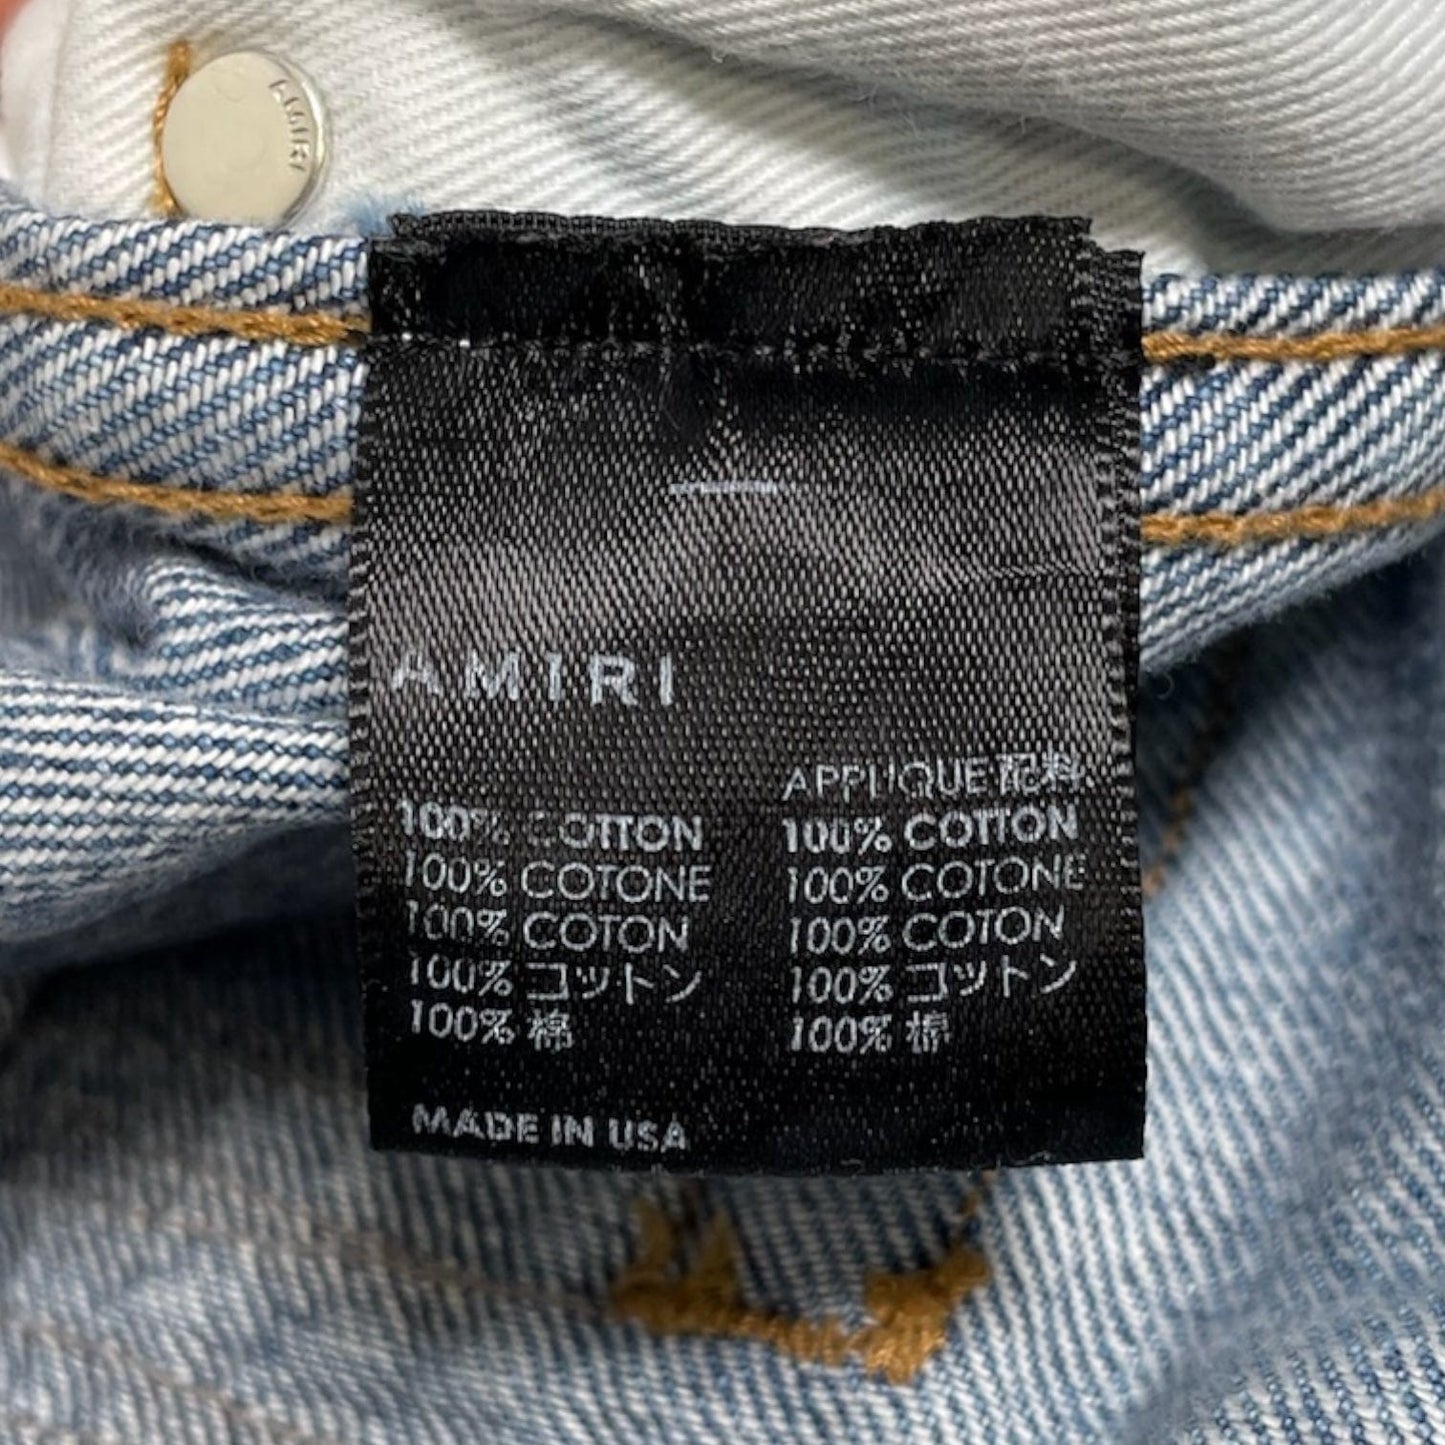 AMIRI
AMIRI
100% COTTON
100% COTONE
100% COTON
100% コットン
100% 棉
APPLIQUE 配料
100% COTTON
100% COTONE
100% COTON
100% コットン
100% 棉
MADE IN USA